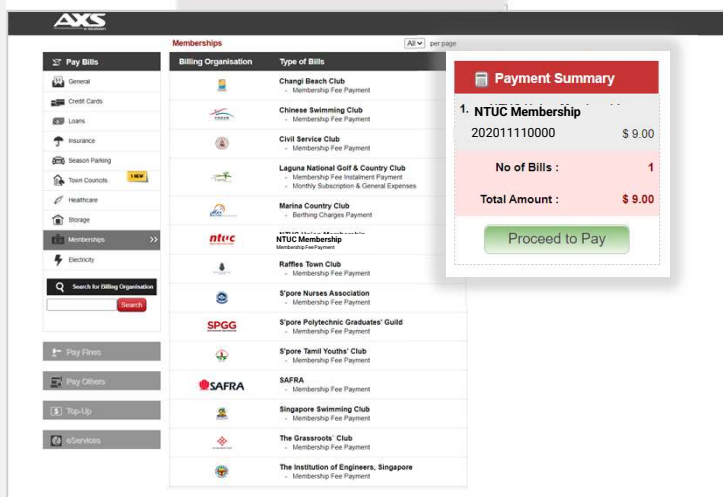 AXS
Memberships
All per page
Pay Bills
General
Credit Cards
Loans
Insurance
Season Parking
Town Councils
1 NEW
Healthcare
Storage
Memberships >>
Electricity
Search for Billing Organisation
Search
Pay Fines
Pay Others
Top-Up
eServices
Billing Organisation Type of Bills
Changi Beach Club
- Membership Fee Payment
Chinese Swimming Club
- Membership Fee Payment
Civil Service Club
- Membership Fee Payment
Laguna National Golf & Country Club
- Membership Fee Instalment Payment
- Monthly Subscription & General Expenses
Marina Country Club
- Berthing Charges Payment
ntuc
NTUC Membership
Membership Fee Payment
Raffles Town Club
- Membership Fee Payment
S'pore Nurses Association
- Membership Fee Payment
SPGG
S'pore Polytechnic Graduates' Guild
- Membership Fee Payment
S'pore Tamil Youths' Club
- Membership Fee Payment
SAFRA
SAFRA
- Membership Fee Payment
Singapore Swimming Club
- Membership Fee Payment
The Grassroots' Club
- Membership Fee Payment
The Institution of Engineers, Singapore
- Membership Fee Payment
Payment Summary
1. NTUC Membership
202011110000 $ 9.00
No of Bills : 1
Total Amount : $ 9.00
Proceed to Pay